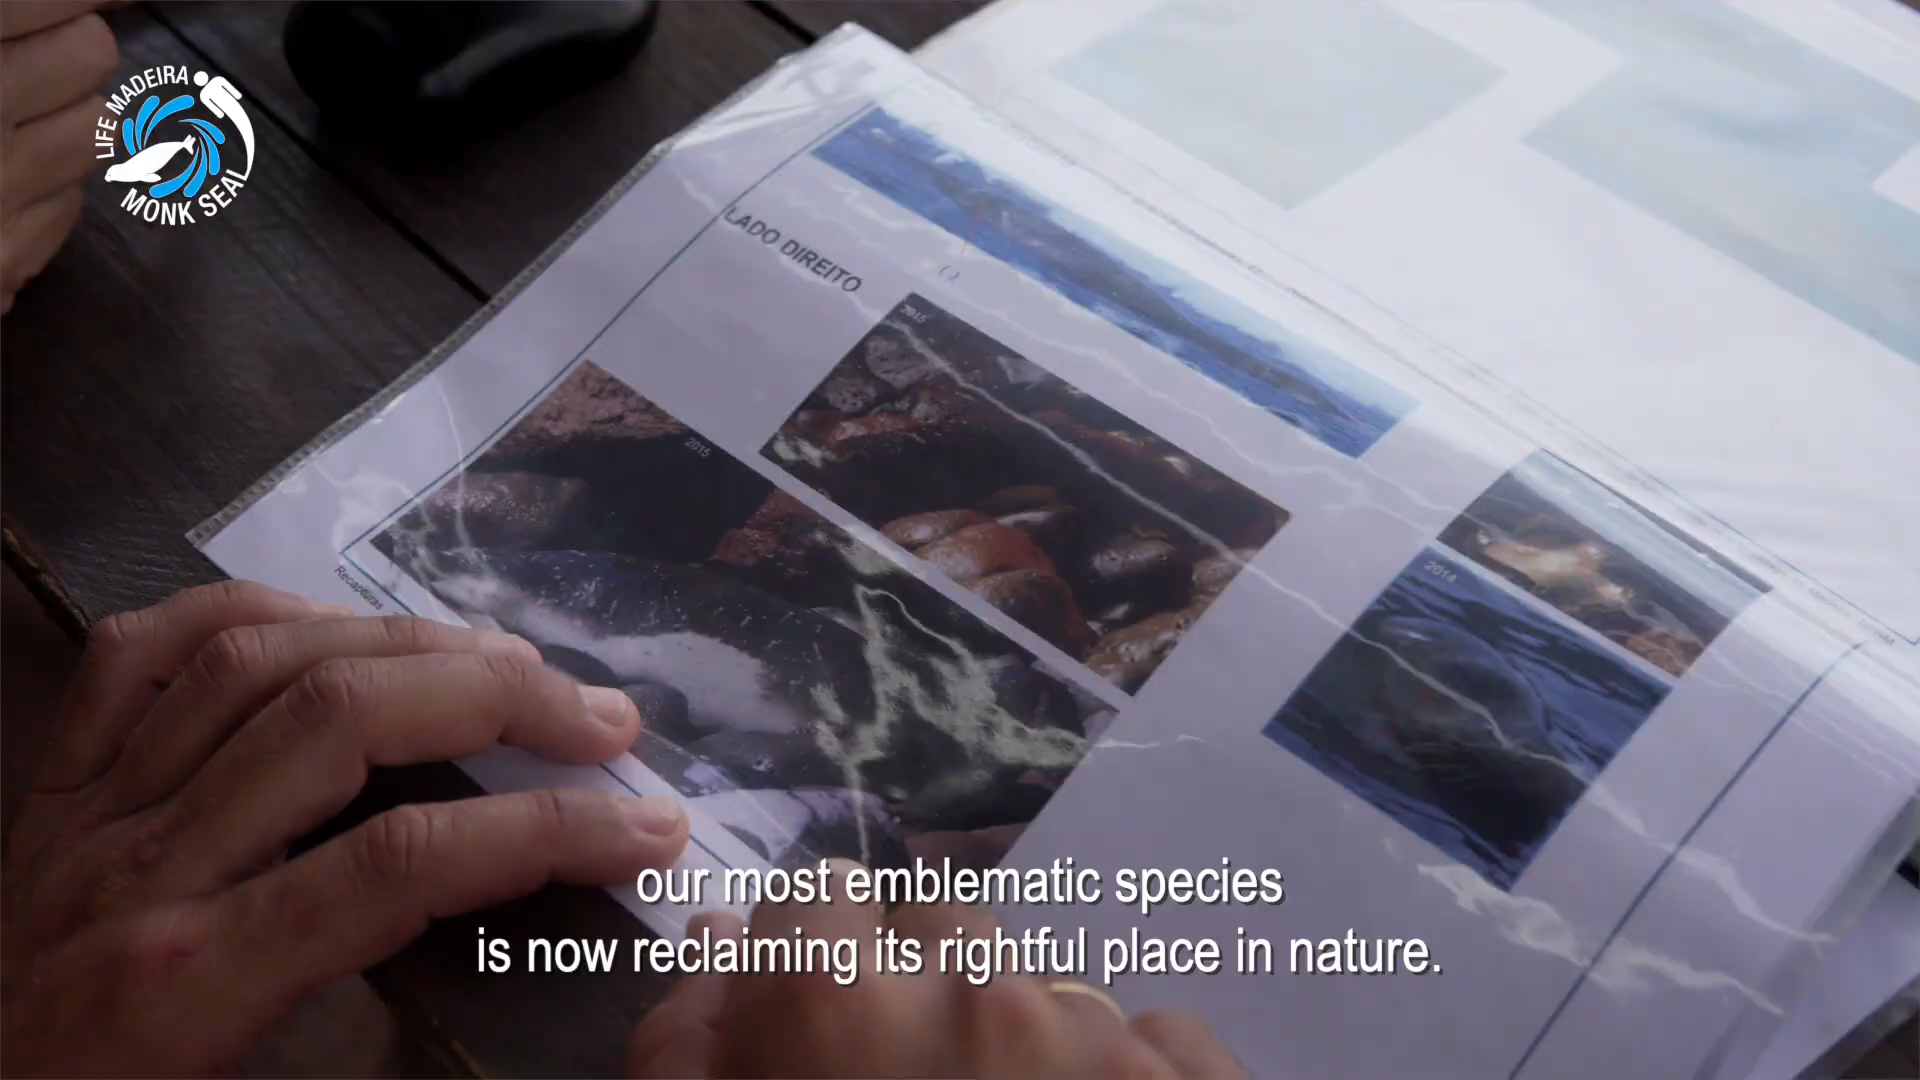 LIFE MADEIRA
MONK SEAL
LADO DIREITO
2015
2015
2014
Recapturas
our most emblematic species
is now reclaiming its rightful place in nature.